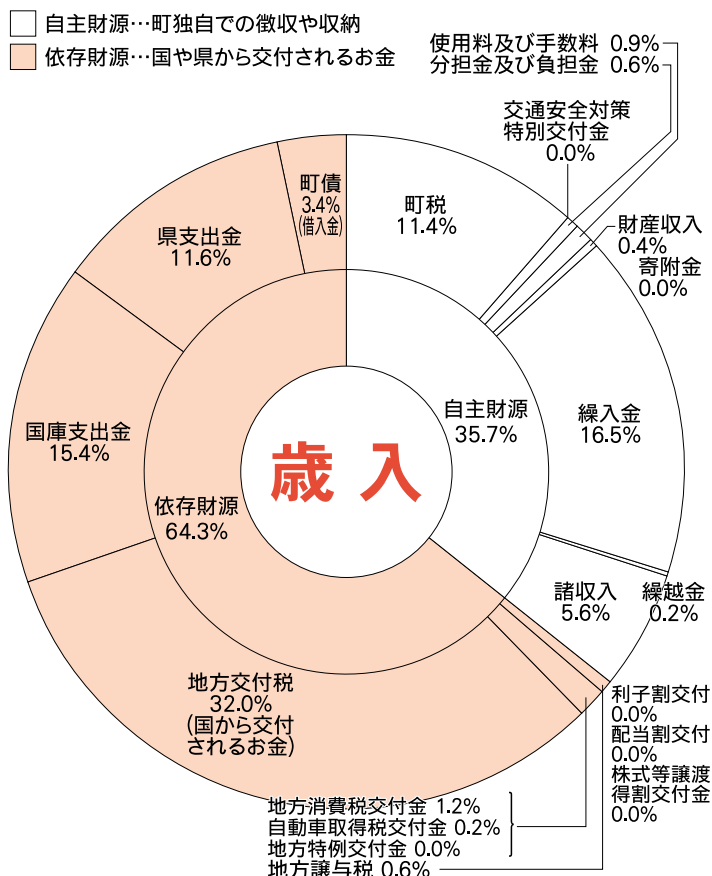 自主財源…町独自での徴収や収納
依存財源…国や県から交付されるお金
使用料及び手数料 0.9%
分担金及び負担金 0.6%
交通安全対策
特別交付金
0.0%
町債
3.4%
(借入金)
町税
11.4%
財産収入
0.4%
寄附金
0.0%
県支出金
11.6%
自主財源
35.7%
繰入金
16.5%
国庫支出金
15.4%
歳入
依存財源
64.3%
諸収入
5.6%
繰越金
0.2%
地方交付税
32.0%
(国から交付
されるお金)
利子割交付
0.0%
配当割交付
0.0%
株式等譲渡
得割交付金
0.0%
地方消費税交付金 1.2%
自動車取得税交付金 0.2%
地方特例交付金 0.0%
地方譲与税 0.6%